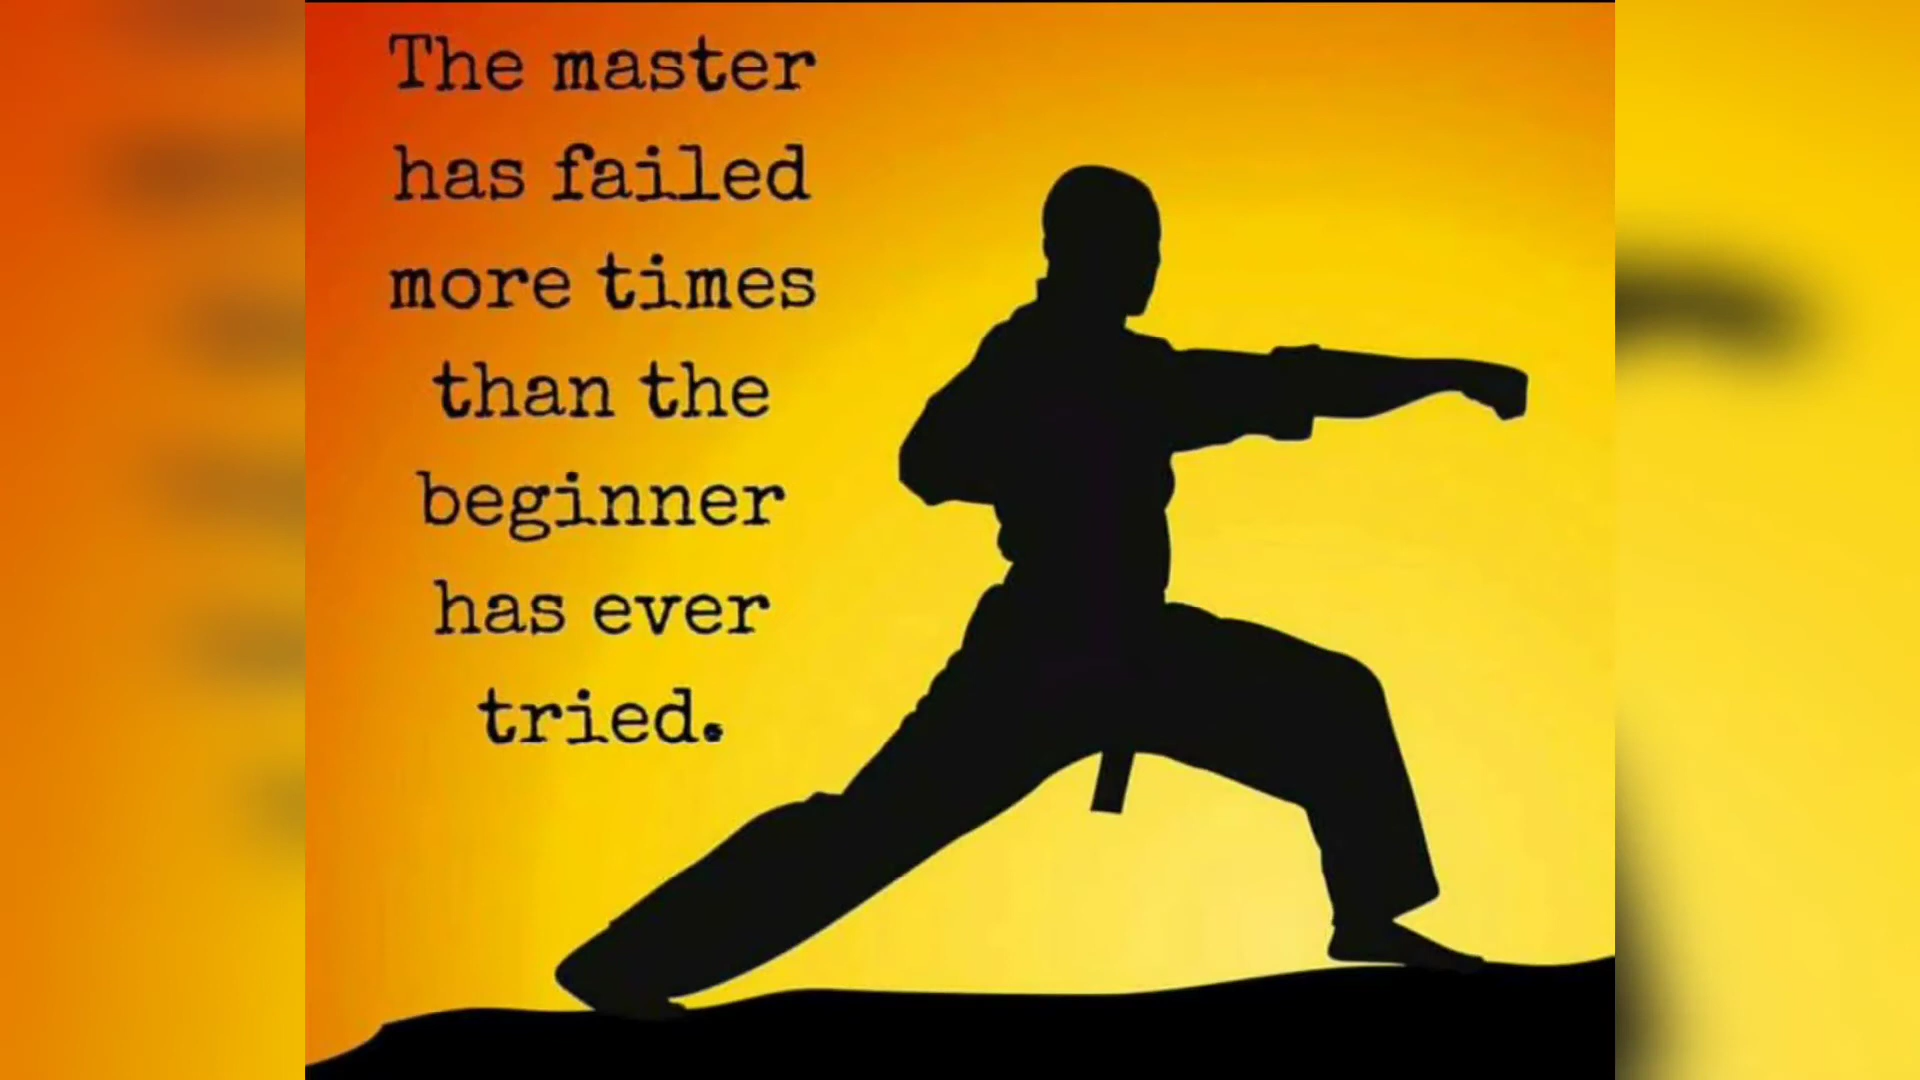 The master
has failed
more times
than the
beginner
has ever
tried.